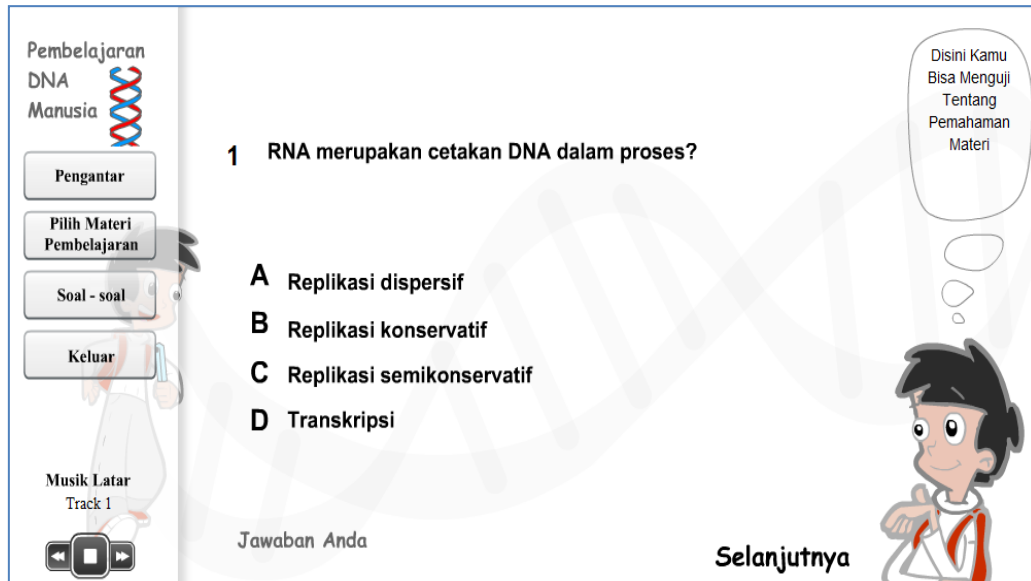 Pembelajaran
DNA
Manusia
Pengantar
Pilih Materi
Pembelajaran
Soal - soal
Keluar
Musik Latar
Track 1
1 RNA merupakan cetakan DNA dalam proses?
A Replikasi dispersif
B Replikasi konservatif
C Replikasi semikonservatif
D Transkripsi
Jawaban Anda
Selanjutnya
Disini Kamu
Bisa Menguji
Tentang
Pemahaman
Materi